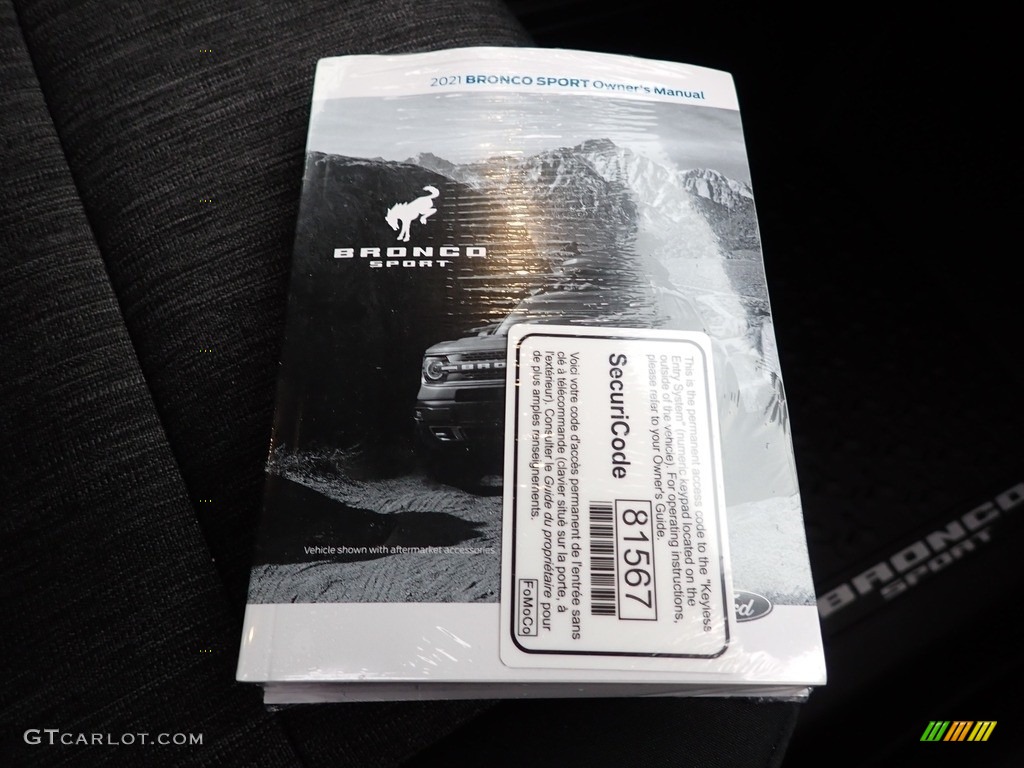 2021 BRONCO SPORT Owner's Manual
BRONCO
SPORT
BRONCO
Vehicle shown with aftermarket accessories.
This is the permanent access code to the "Keyless
Entry System" (numeric keypad located on the
outside of the vehicle). For operating instructions,
please refer to your Owner's Guide.
SecuriCode
81567
Voici votre code d'accès permanent de l'entrée sans
clé à télécommande (clavier situé sur la porte, à
l'extérieur). Consulter le Guide du propriétaire pour
de plus amples renseignements.
FoMoCo
BRONCO
SPORT
GTcarlot.com